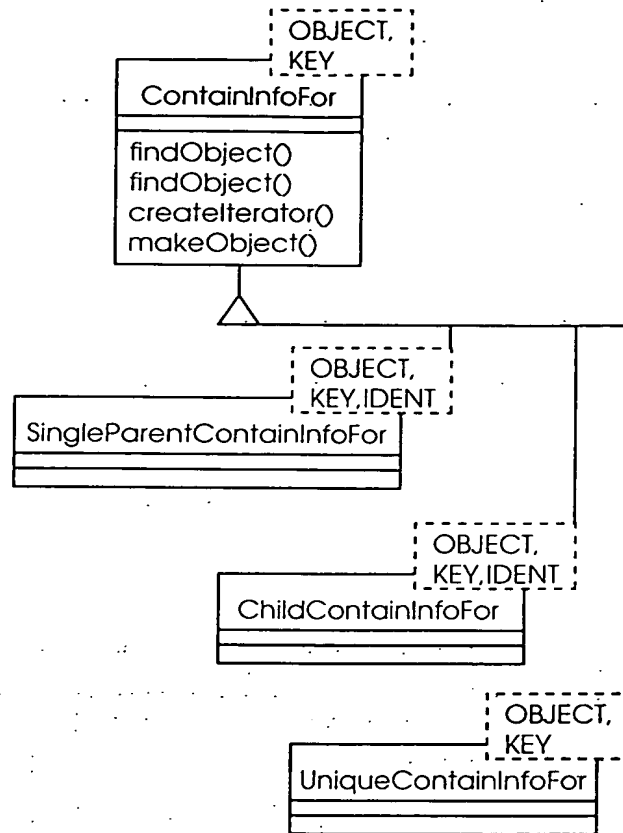 OBJECT,
KEY
ContainInfoFor
findObject()
findObject()
createIterator()
makeObject()
OBJECT,
KEY,IDENT
SingleParentContainInfoFor
OBJECT,
KEY,IDENT
ChildContainInfoFor
OBJECT,
KEY
UniqueContainInfoFor